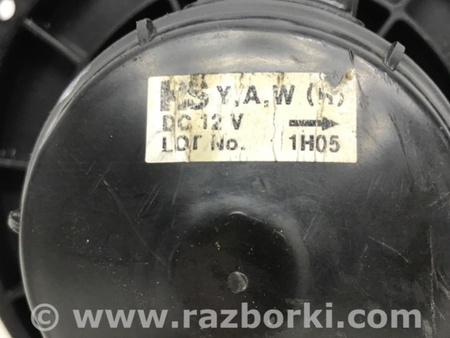 Y,A,W
DC 12 V
LOT No. 1H05
© www.razborki.com